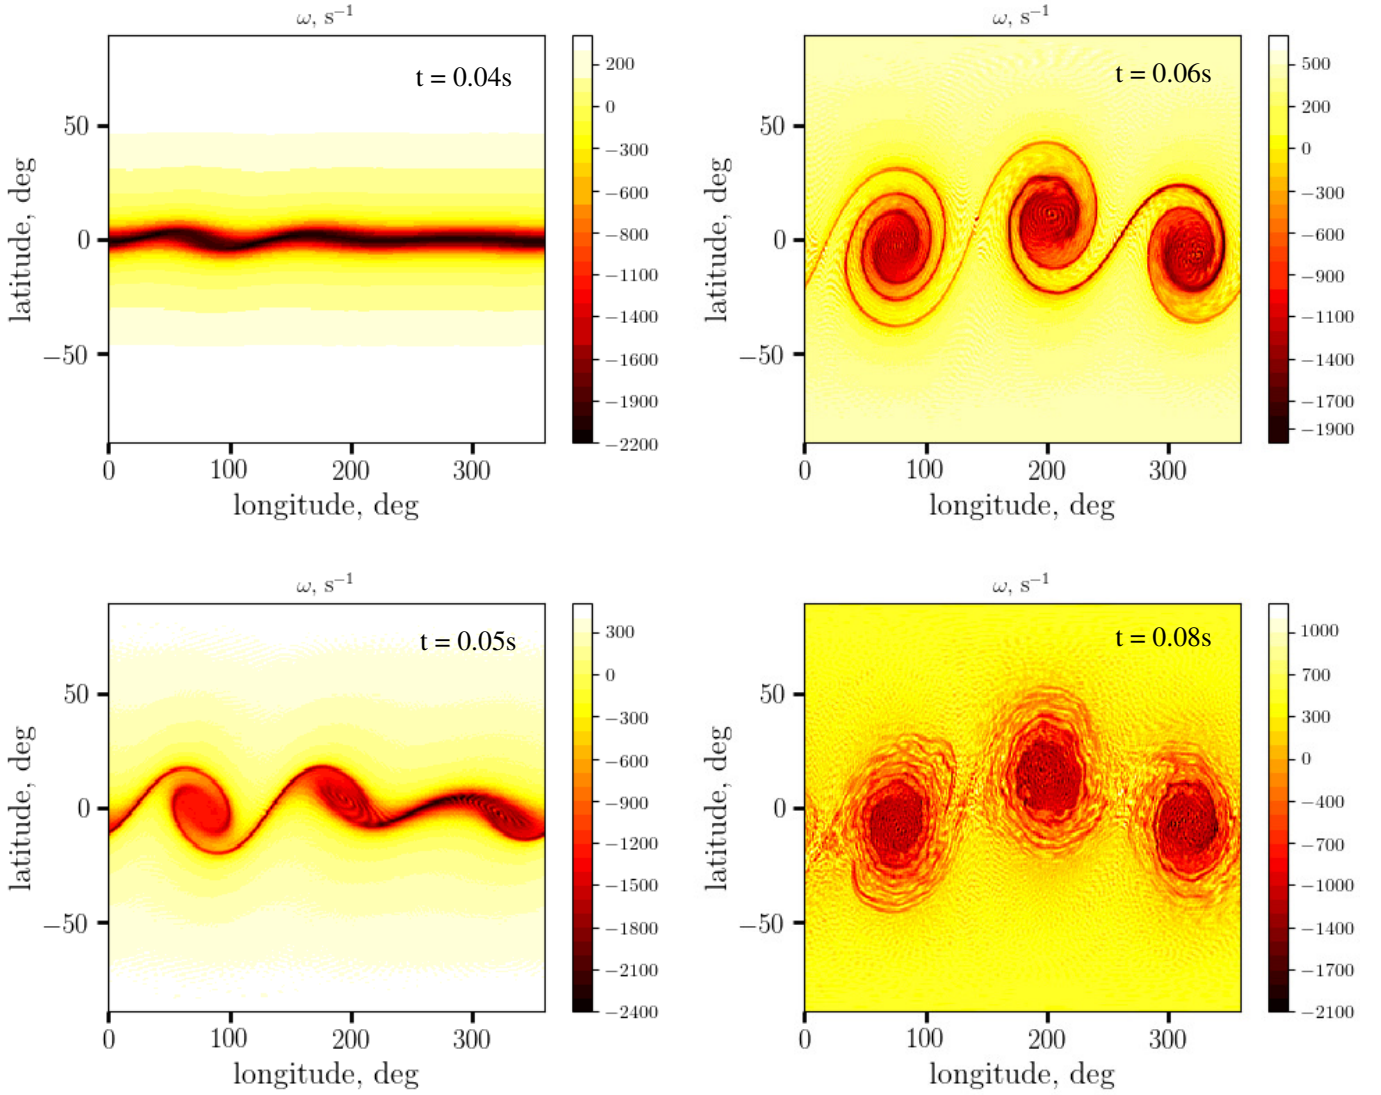 ω, s⁻¹
t = 0.04s
latitude, deg
50
0
−50
0 100 200 300
longitude, deg
200
0
−300
−600
−800
−1100
−1400
−1600
−1900
−2200
ω, s⁻¹
t = 0.06s
latitude, deg
50
0
−50
0 100 200 300
longitude, deg
500
200
0
−300
−600
−900
−1100
−1400
−1700
−1900
ω, s⁻¹
t = 0.05s
latitude, deg
50
0
−50
0 100 200 300
longitude, deg
300
0
−300
−600
−900
−1200
−1500
−1800
−2100
−2400
ω, s⁻¹
t = 0.08s
latitude, deg
50
0
−50
0 100 200 300
longitude, deg
1000
700
300
0
−400
−700
−1000
−1400
−1700
−2100